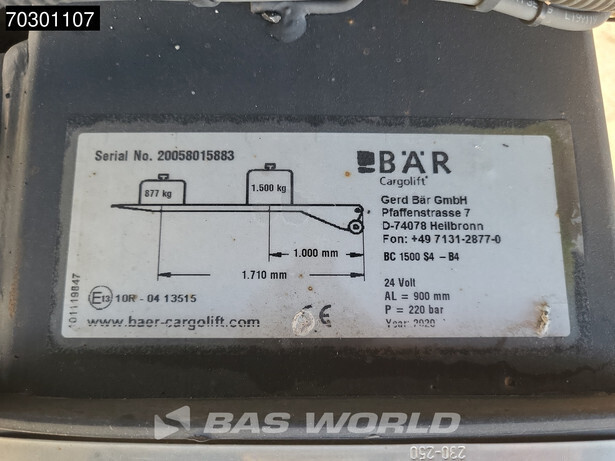 70301107
Serial No. 20058015883
BÄR
Cargolift
877 kg
1.500 kg
Gerd Bär GmbH
Pfaffenstrasse 7
D-74078 Heilbronn
Fon: +49 7131-2877-0
1.000 mm
BC 1500 S4 - B4
1.710 mm
24 Volt
AL = 900 mm
P = 220 bar
Year: 2020
101119847
E13 10R - 04 13515
www.baer-cargolift.com
CE
BAS WORLD
230-250